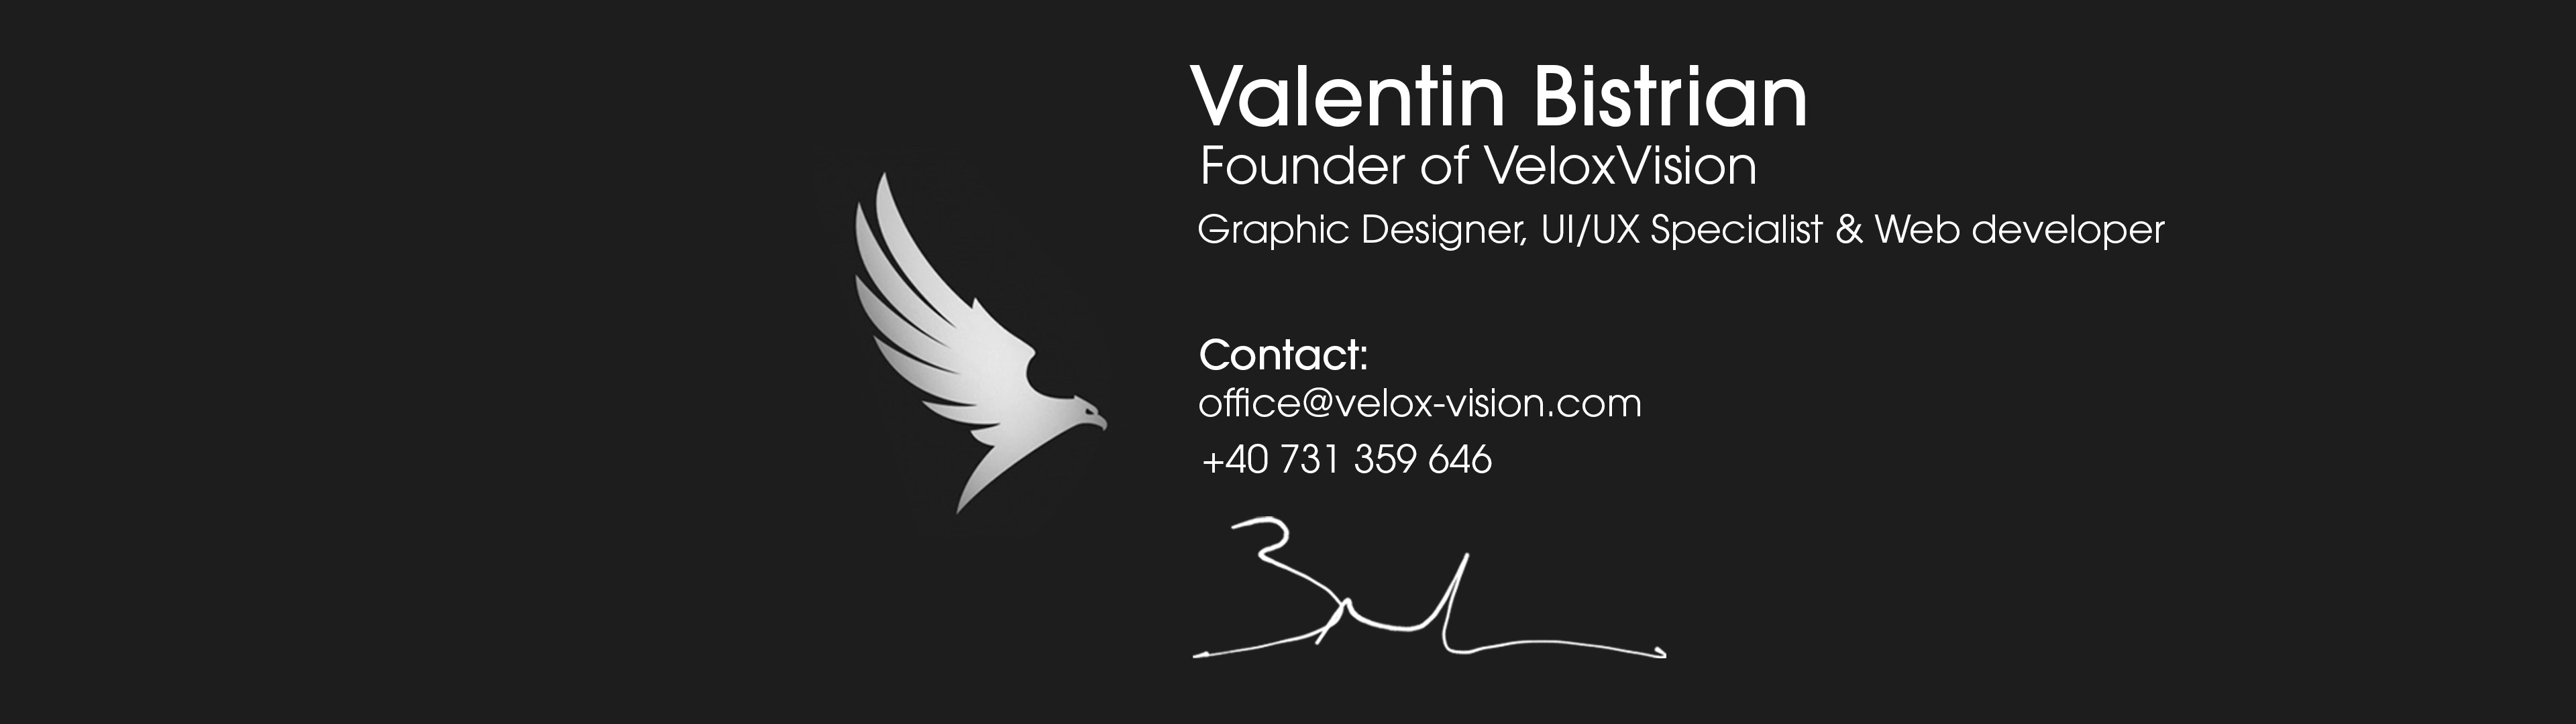 Valentin Bistrian
Founder of VeloxVision
Graphic Designer, UI/UX Specialist & Web developer
Contact:
office@velox-vision.com
+40 731 359 646